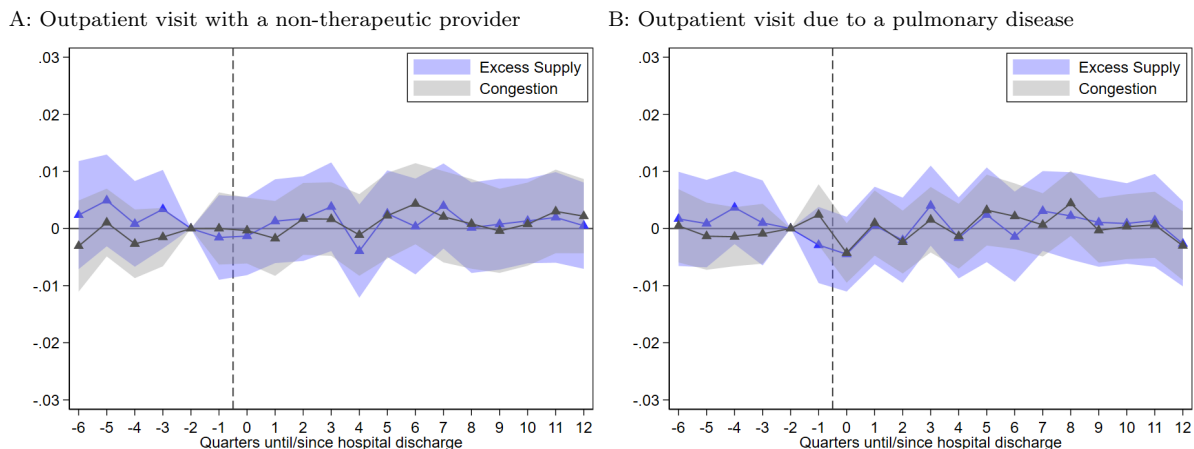 A: Outpatient visit with a non-therapeutic provider
.03
.02
.01
0
-.01
-.02
-.03
Excess Supply
Congestion
-6 -5 -4 -3 -2 -1 0 1 2 3 4 5 6 7 8 9 10 11 12
Quarters until/since hospital discharge
B: Outpatient visit due to a pulmonary disease
.03
.02
.01
0
-.01
-.02
-.03
Excess Supply
Congestion
-6 -5 -4 -3 -2 -1 0 1 2 3 4 5 6 7 8 9 10 11 12
Quarters until/since hospital discharge